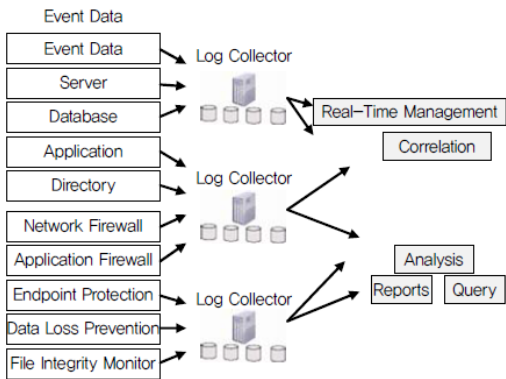 Event Data
Event Data
Server
Database
Application
Directory
Network Firewall
Application Firewall
Endpoint Protection
Data Loss Prevention
File Integrity Monitor
Log Collector
Log Collector
Log Collector
Real-Time Management
Correlation
Analysis
Reports
Query